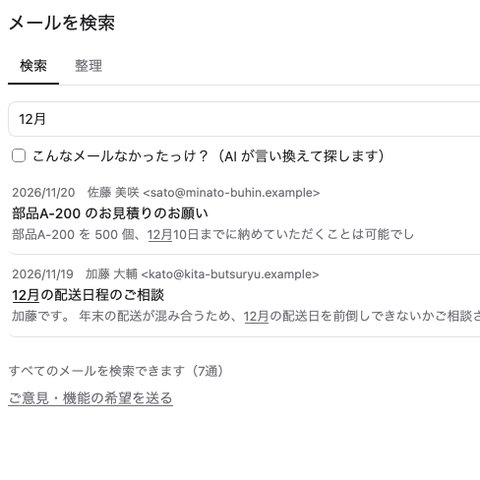 メールを検索
検索 整理
12月
こんなメールなかったっけ？（AI が言い換えて探します）
2026/11/20 佐藤 美咲 <sato@minato-buhin.example>
部品A-200 のお見積りのお願い
部品A-200 を 500 個、12月10日までに納めていただくことは可能でし
2026/11/19 加藤 大輔 <kato@kita-butsuryu.example>
12月の配送日程のご相談
加藤です。 年末の配送が混み合うため、12月の配送日を前倒しできないかご相談さ
すべてのメールを検索できます（7通）
ご意見・機能の希望を送る